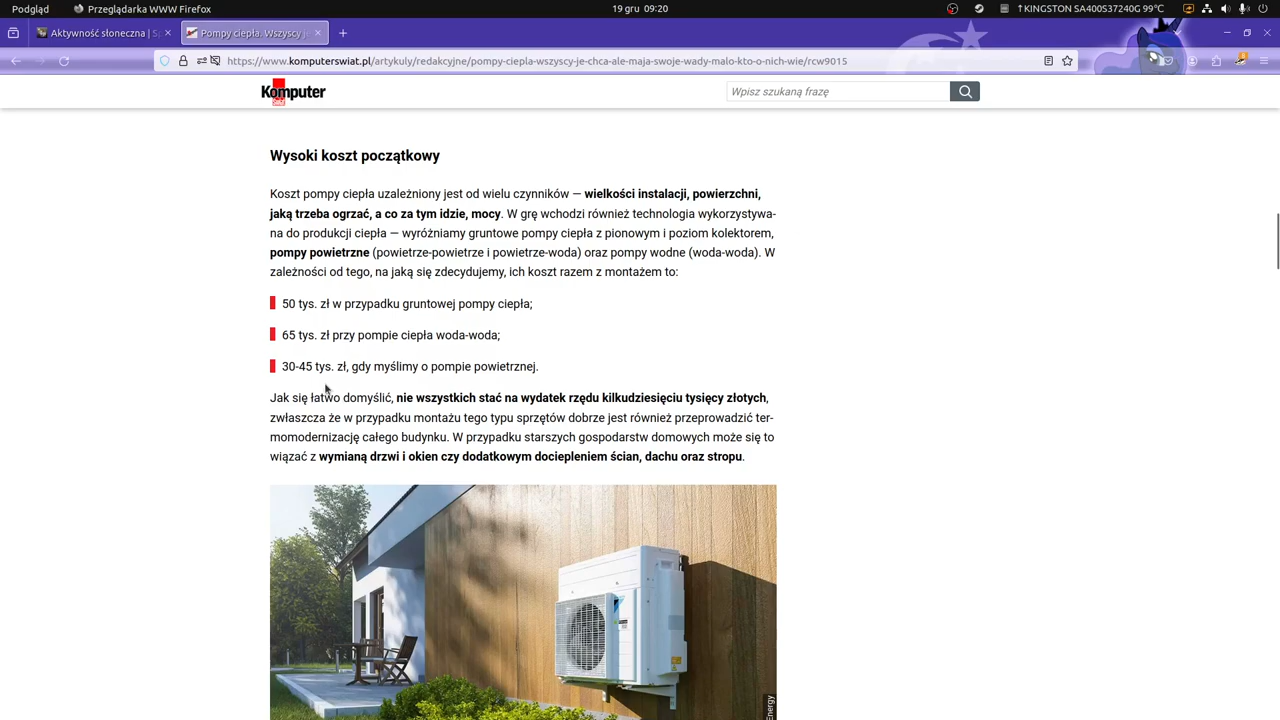 Podgląd
Przeglądarka WWW Firefox
19 gru 09:20
↑KINGSTON SA400S37240G 99℃
Aktywność słoneczna | S
Pompy ciepła. Wszyscy je
https://www.komputerswiat.pl/artykuly/redakcyjne/pompy-ciepla-wszyscy-je-chca-ale-maja-swoje-wady-malo-kto-o-nich-wie/rcw9015
Komputer
Wpisz szukaną frazę
Wysoki koszt początkowy
Koszt pompy ciepła uzależniony jest od wielu czynników — wielkości instalacji, powierzchni,
jaką trzeba ogrzać, a co za tym idzie, mocy. W grę wchodzi również technologia wykorzystywa-
na do produkcji ciepła — wyróżniamy gruntowe pompy ciepła z pionowym i poziom kolektorem,
pompy powietrzne (powietrze-powietrze i powietrze-woda) oraz pompy wodne (woda-woda). W
zależności od tego, na jaką się zdecydujemy, ich koszt razem z montażem to:
50 tys. zł w przypadku gruntowej pompy ciepła;
65 tys. zł przy pompie ciepła woda-woda;
30-45 tys. zł, gdy myślimy o pompie powietrznej.
Jak się łatwo domyślić, nie wszystkich stać na wydatek rzędu kilkudziesięciu tysięcy złotych,
zwłaszcza że w przypadku montażu tego typu sprzętów dobrze jest również przeprowadzić ter-
momodernizację całego budynku. W przypadku starszych gospodarstw domowych może się to
wiązać z wymianą drzwi i okien czy dodatkowym dociepleniem ścian, dachu oraz stropu.
Energy